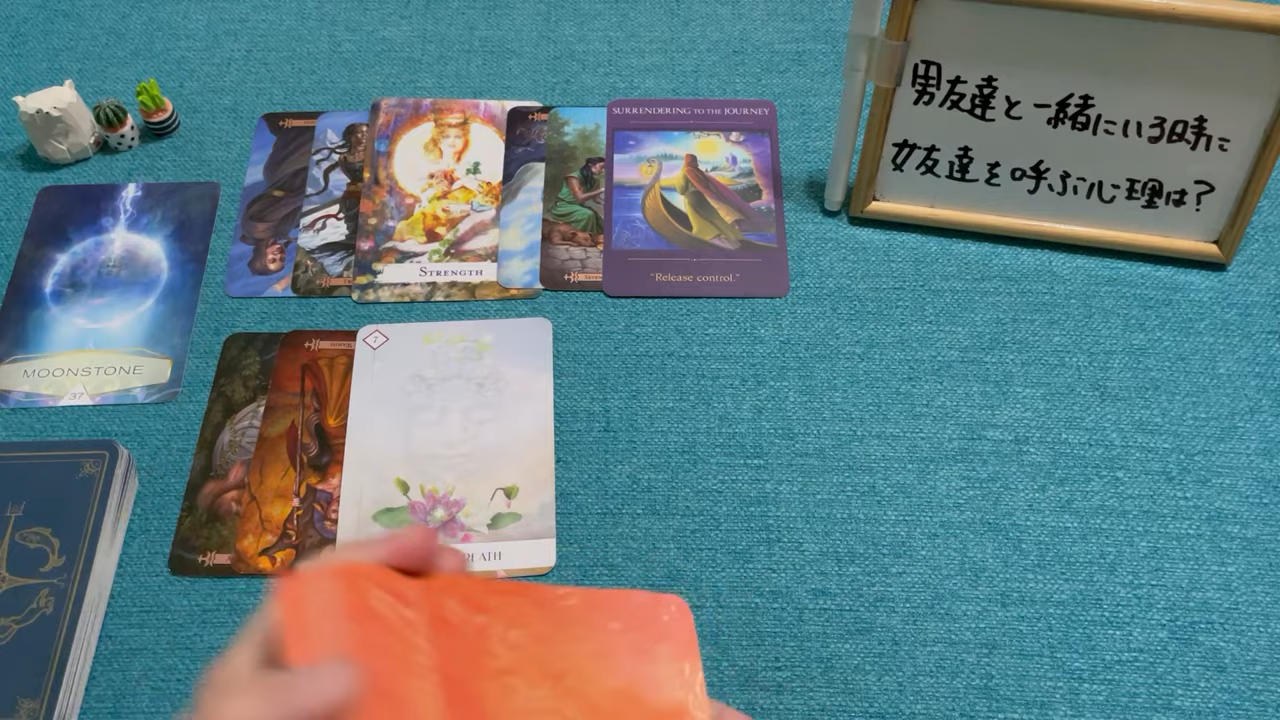 男友達と一緒にいる時に
女友達を呼ぶ心理は?
SURRENDERING TO THE JOURNEY
"Release control."
STRENGTH
MOONSTONE
37
7